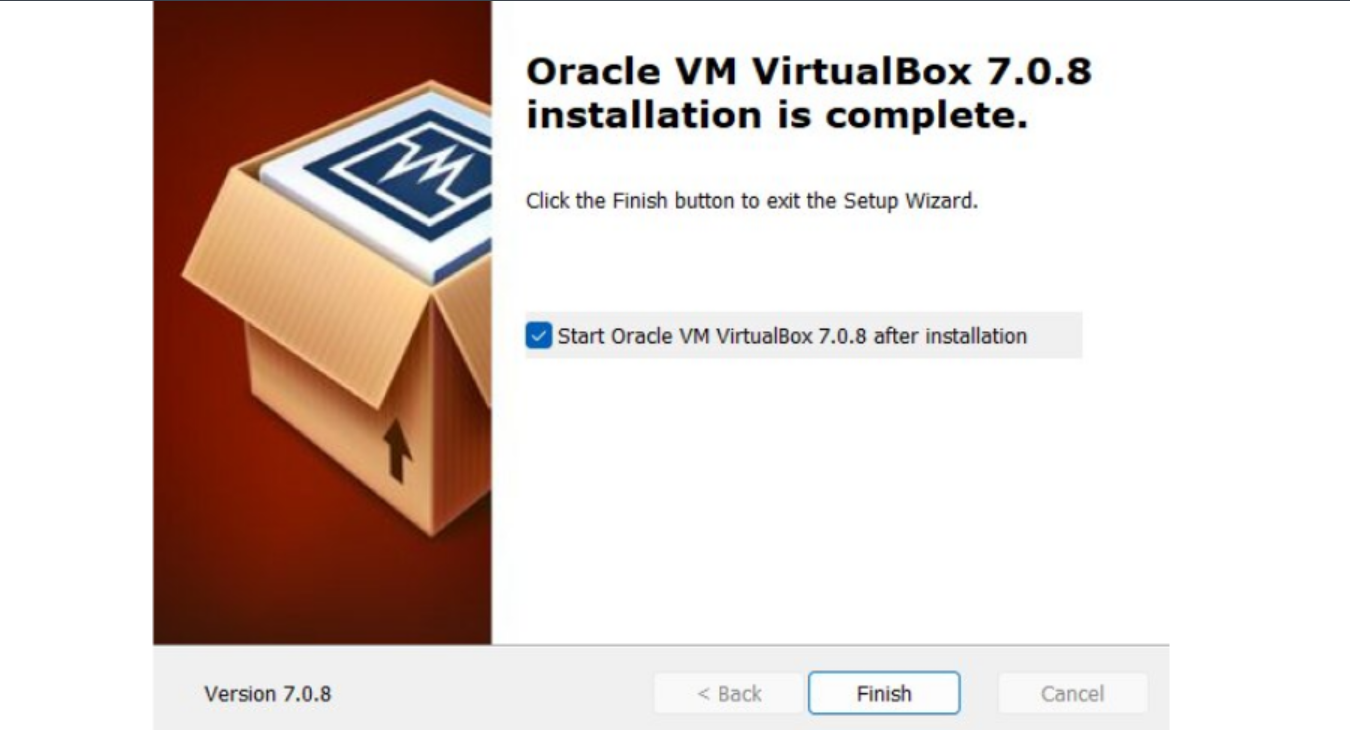 Oracle VM VirtualBox 7.0.8
installation is complete.
Click the Finish button to exit the Setup Wizard.
Start Oracle VM VirtualBox 7.0.8 after installation
Version 7.0.8
< Back
Finish
Cancel